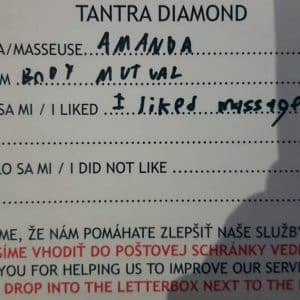 TANTRA DIAMOND
A/MASSEUSE AMANDA
M BODY MUTUAL
SA MI / I LIKED I liked massage
O SA MI / I DID NOT LIKE
ME, ŽE NÁM POMÁHATE ZLEPŠIŤ NAŠE SLUŽBY
SÍME VHODIŤ DO POŠTOVEJ SCHRÁNKY VEDĽ
YOU FOR HELPING US TO IMPROVE OUR SERV
DROP INTO THE LETTERBOX NEXT TO THE